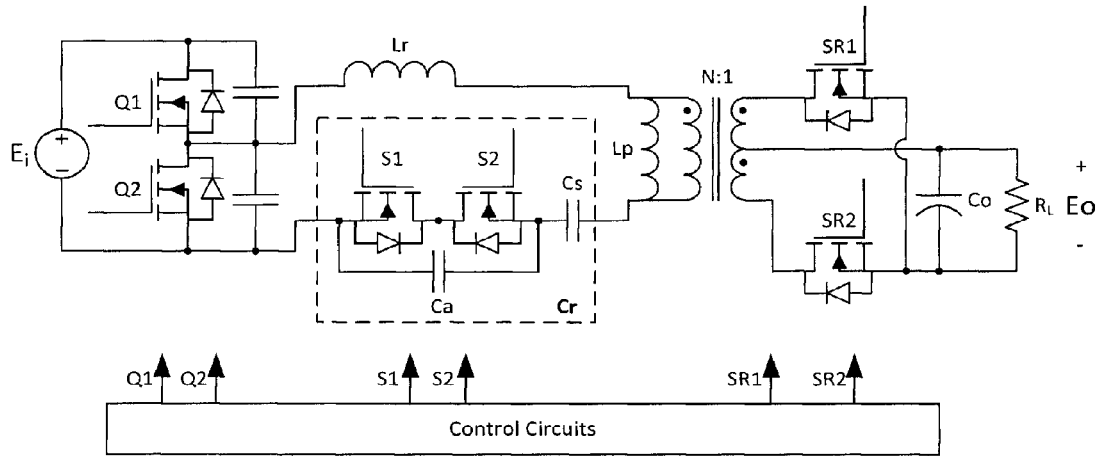 Lr
N:1
SR1
Q1
S1 S2
Lp
Cs
Ei
+
−
Q2
SR2
Co
RL
+
Eo
-
Ca
Cr
Q1 Q2 S1 S2 SR1 SR2
Control Circuits